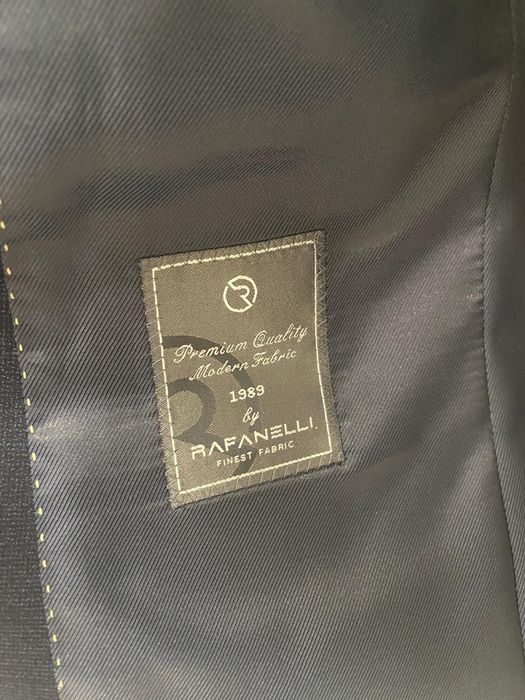 R
Premium Quality
Modern Fabric
1989
by
RAFANELLI.
FINEST FABRIC